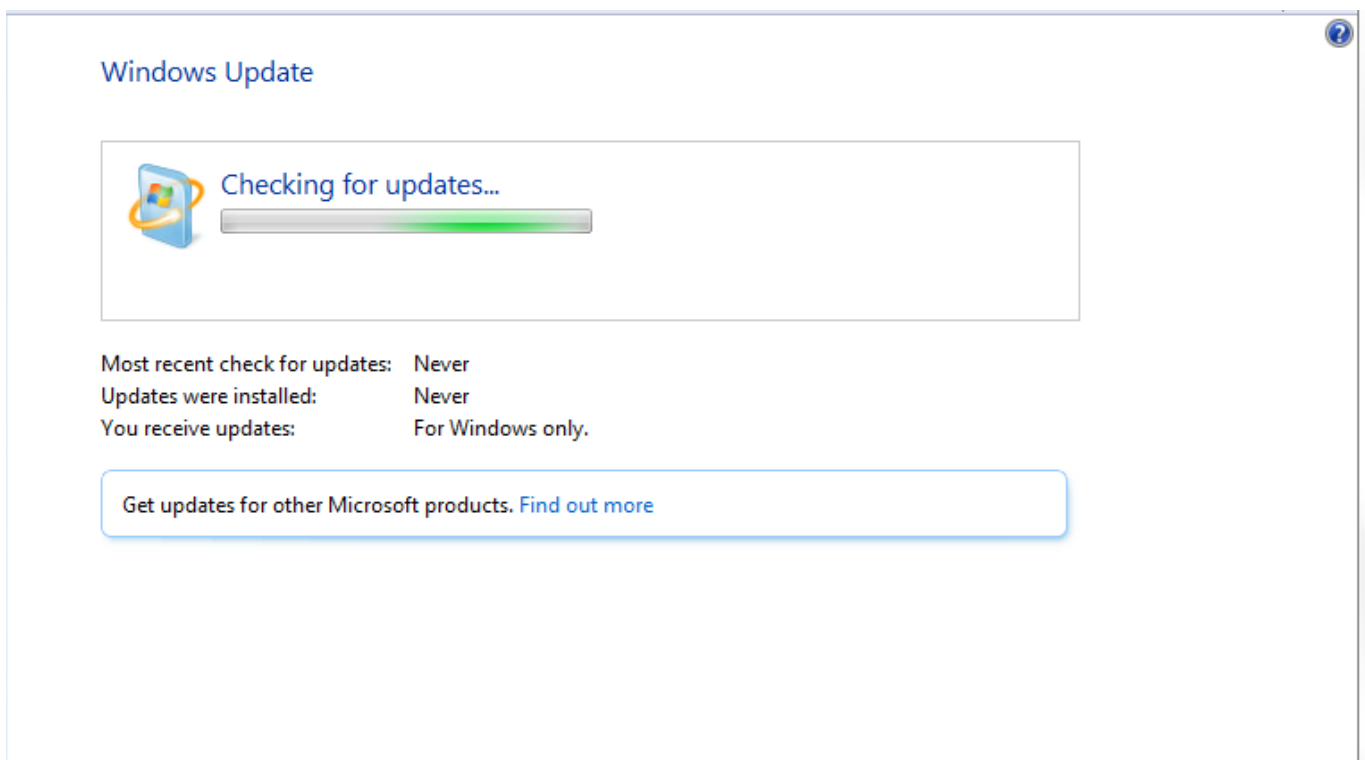 Windows Update
Checking for updates...
Most recent check for updates: Never
Updates were installed: Never
You receive updates: For Windows only.
Get updates for other Microsoft products. Find out more